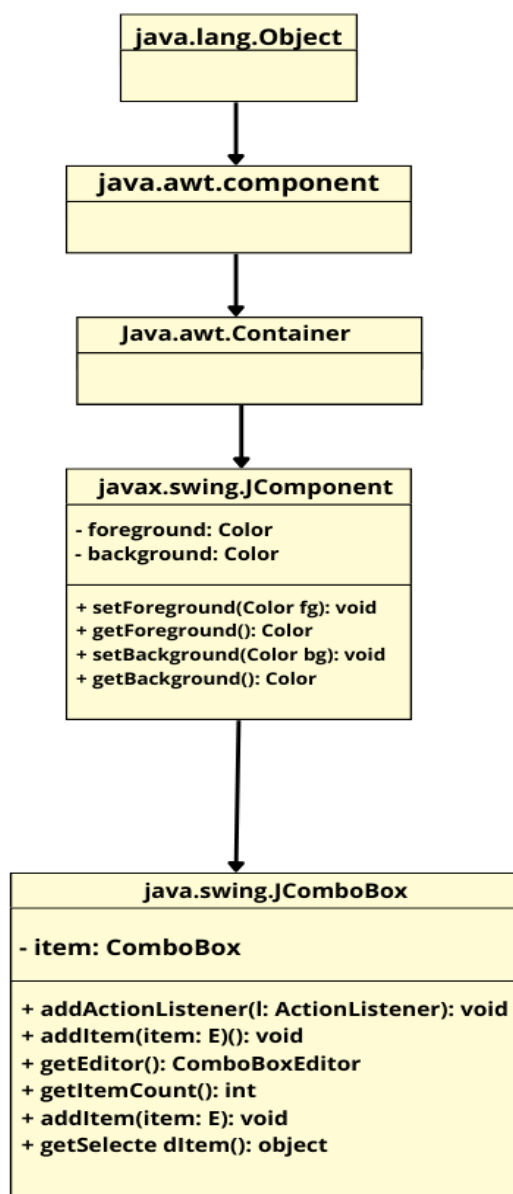 java.lang.Object
java.awt.component
Java.awt.Container
javax.swing.JComponent
- foreground: Color
- background: Color
+ setForeground(Color fg): void
+ getForeground(): Color
+ setBackground(Color bg): void
+ getBackground(): Color
java.swing.JComboBox
- item: ComboBox
+ addActionListener(l: ActionListener): void
+ addItem(item: E)(): void
+ getEditor(): ComboBoxEditor
+ getItemCount(): int
+ addItem(item: E): void
+ getSelecte dItem(): object